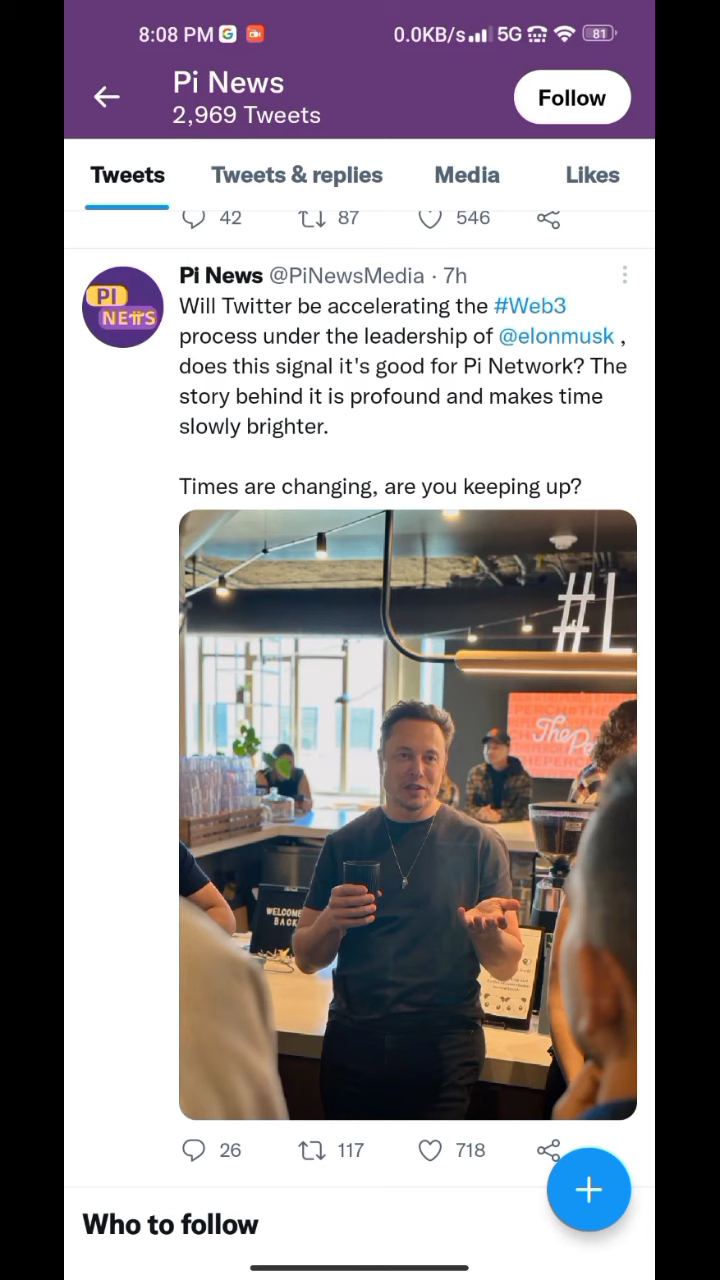 8:08 PM
0.0KB/s 5G 81
Pi News
2,969 Tweets
Follow
Tweets
Tweets & replies
Media
Likes
42
87
546
PI
NEWS
Pi News @PiNewsMedia · 7h
Will Twitter be accelerating the #Web3
process under the leadership of @elonmusk ,
does this signal it's good for Pi Network? The
story behind it is profound and makes time
slowly brighter.
Times are changing, are you keeping up?
#L
The Pe
WELCOME
BACK
26
117
718
Who to follow